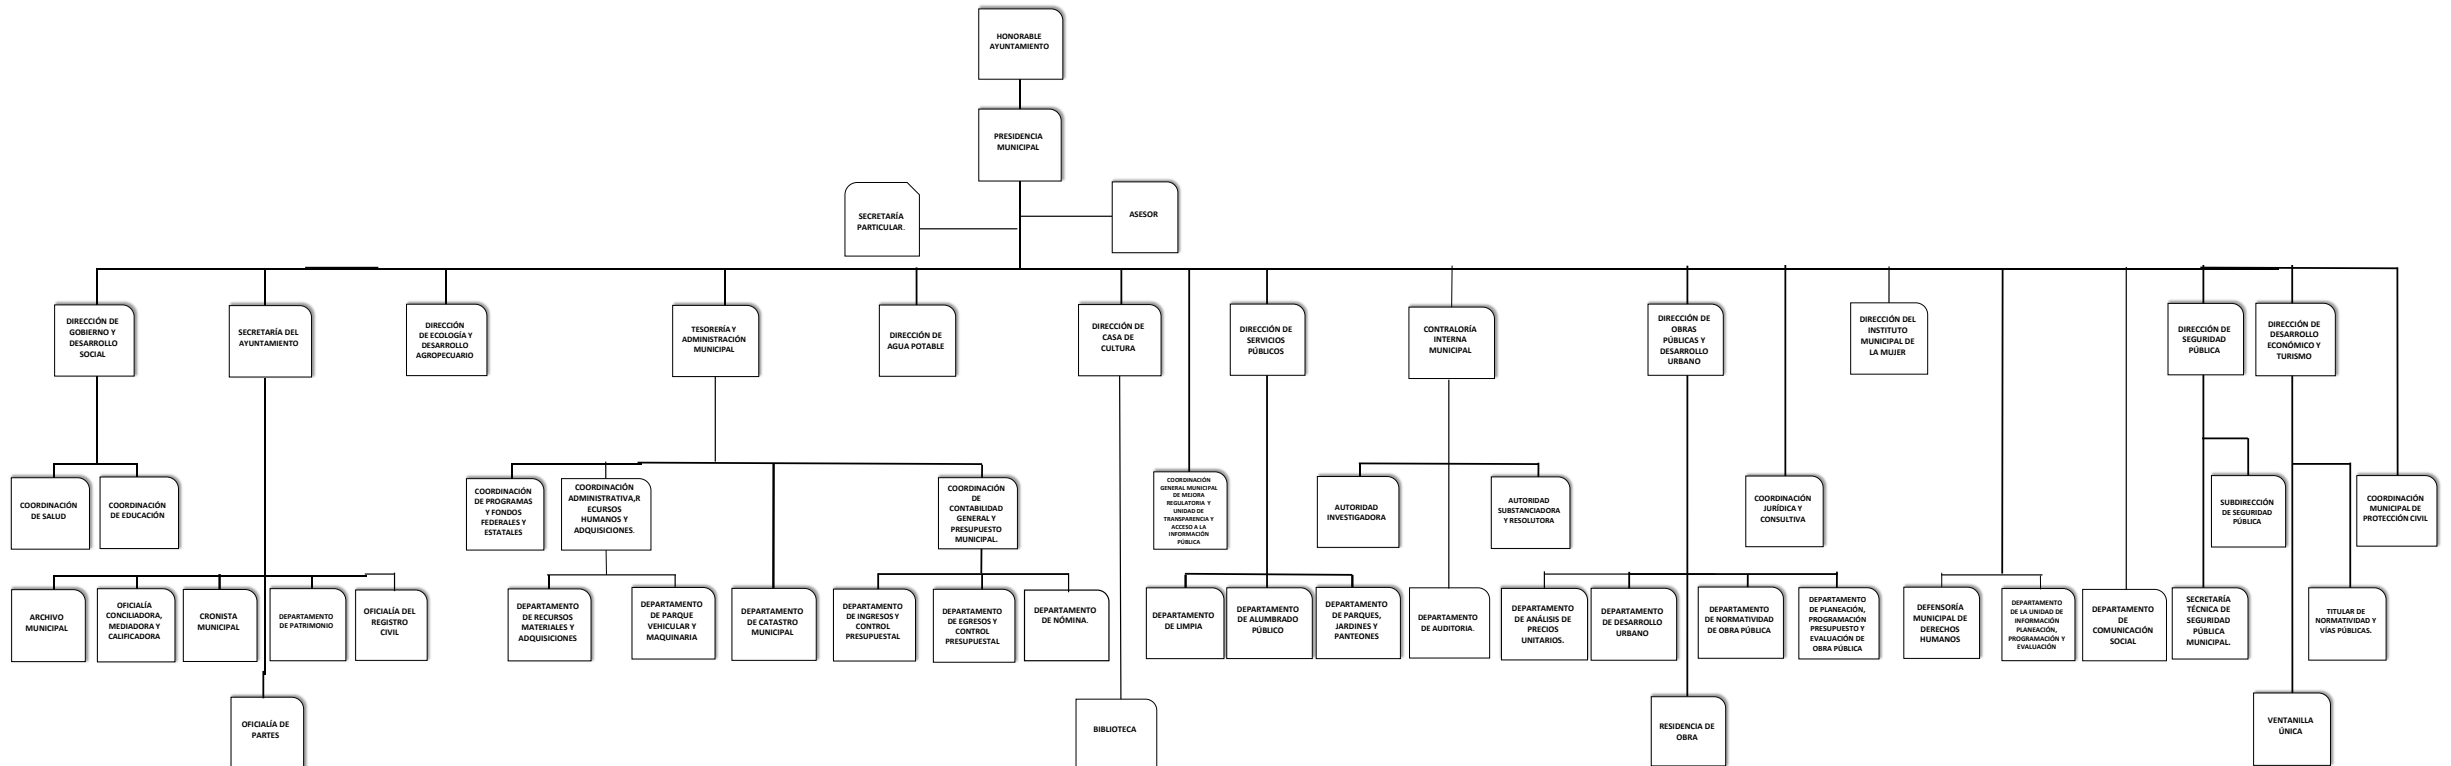 HONORABLE
AYUNTAMIENTO
PRESIDENCIA
MUNICIPAL
SECRETARÍA
PARTICULAR.
ASESOR
DIRECCIÓN DE
GOBIERNO Y
DESARROLLO
SOCIAL
SECRETARÍA DEL
AYUNTAMIENTO
DIRECCIÓN
DE ECOLOGÍA Y
DESARROLLO
AGROPECUARIO
TESORERÍA Y
ADMINISTRACIÓN
MUNICIPAL
DIRECCIÓN DE
AGUA POTABLE
DIRECCIÓN DE
CASA DE
CULTURA
DIRECCIÓN DE
SERVICIOS
PÚBLICOS
CONTRALORÍA
INTERNA
MUNICIPAL
DIRECCIÓN DE
OBRAS
PÚBLICAS Y
DESARROLLO
URBANO
DIRECCIÓN DEL
INSTITUTO
MUNICIPAL DE
LA MUJER
DIRECCIÓN DE
SEGURIDAD
PÚBLICA
DIRECCIÓN DE
DESARROLLO
ECONÓMICO Y
TURISMO
COORDINACIÓN
DE SALUD
COORDINACIÓN
DE EDUCACIÓN
COORDINACIÓN
DE PROGRAMAS
Y FONDOS
FEDERALES Y
ESTATALES
COORDINACIÓN
ADMINISTRATIVA,R
ECURSOS
HUMANOS Y
ADQUISICIONES.
COORDINACIÓN
DE
CONTABILIDAD
GENERAL Y
PRESUPUESTO
MUNICIPAL.
COORDINACIÓN
GENERAL MUNICIPAL
DE MEJORA
REGULATORIA Y
UNIDAD DE
TRANSPARENCIA Y
ACCESO A LA
INFORMACIÓN
PÚBLICA
AUTORIDAD
INVESTIGADORA
AUTORIDAD
SUBSTANCIADORA
Y RESOLUTORA
COORDINACIÓN
JURÍDICA Y
CONSULTIVA
SUBDIRECCIÓN
DE SEGURIDAD
PÚBLICA
COORDINACIÓN
MUNICIPAL DE
PROTECCIÓN CIVIL
ARCHIVO
MUNICIPAL
OFICIALÍA
CONCILIADORA,
MEDIADORA Y
CALIFICADORA
CRONISTA
MUNICIPAL
DEPARTAMENTO
DE PATRIMONIO
OFICIALÍA DEL
REGISTRO
CIVIL
DEPARTAMENTO
DE RECURSOS
MATERIALES Y
ADQUISICIONES
DEPARTAMENTO
DE PARQUE
VEHICULAR Y
MAQUINARIA
DEPARTAMENTO
DE CATASTRO
MUNICIPAL
DEPARTAMENTO
DE INGRESOS Y
CONTROL
PRESUPUESTAL
DEPARTAMENTO
DE EGRESOS Y
CONTROL
PRESUPUESTAL
DEPARTAMENTO
DE NÓMINA.
DEPARTAMENTO
DE LIMPIA
DEPARTAMENTO
DE ALUMBRADO
PÚBLICO
DEPARTAMENTO
DE PARQUES,
JARDINES Y
PANTEONES
DEPARTAMENTO
DE AUDITORIA.
DEPARTAMENTO
DE ANÁLISIS DE
PRECIOS
UNITARIOS.
DEPARTAMENTO
DE DESARROLLO
URBANO
DEPARTAMENTO
DE NORMATIVIDAD
DE OBRA PÚBLICA
DEPARTAMENTO
DE PLANEACIÓN,
PROGRAMACIÓN
PRESUPUESTO Y
EVALUACIÓN DE
OBRA PÚBLICA
DEFENSORÍA
MUNICIPAL DE
DERECHOS
HUMANOS
DEPARTAMENTO
DE LA UNIDAD DE
INFORMACIÓN
PLANEACIÓN,
PROGRAMACIÓN Y
EVALUACIÓN
DEPARTAMENTO
DE
COMUNICACIÓN
SOCIAL
SECRETARÍA
TÉCNICA DE
SEGURIDAD
PÚBLICA
MUNICIPAL.
TITULAR DE
NORMATIVIDAD Y
VÍAS PÚBLICAS.
OFICIALÍA DE
PARTES
BIBLIOTECA
RESIDENCIA DE
OBRA
VENTANILLA
ÚNICA